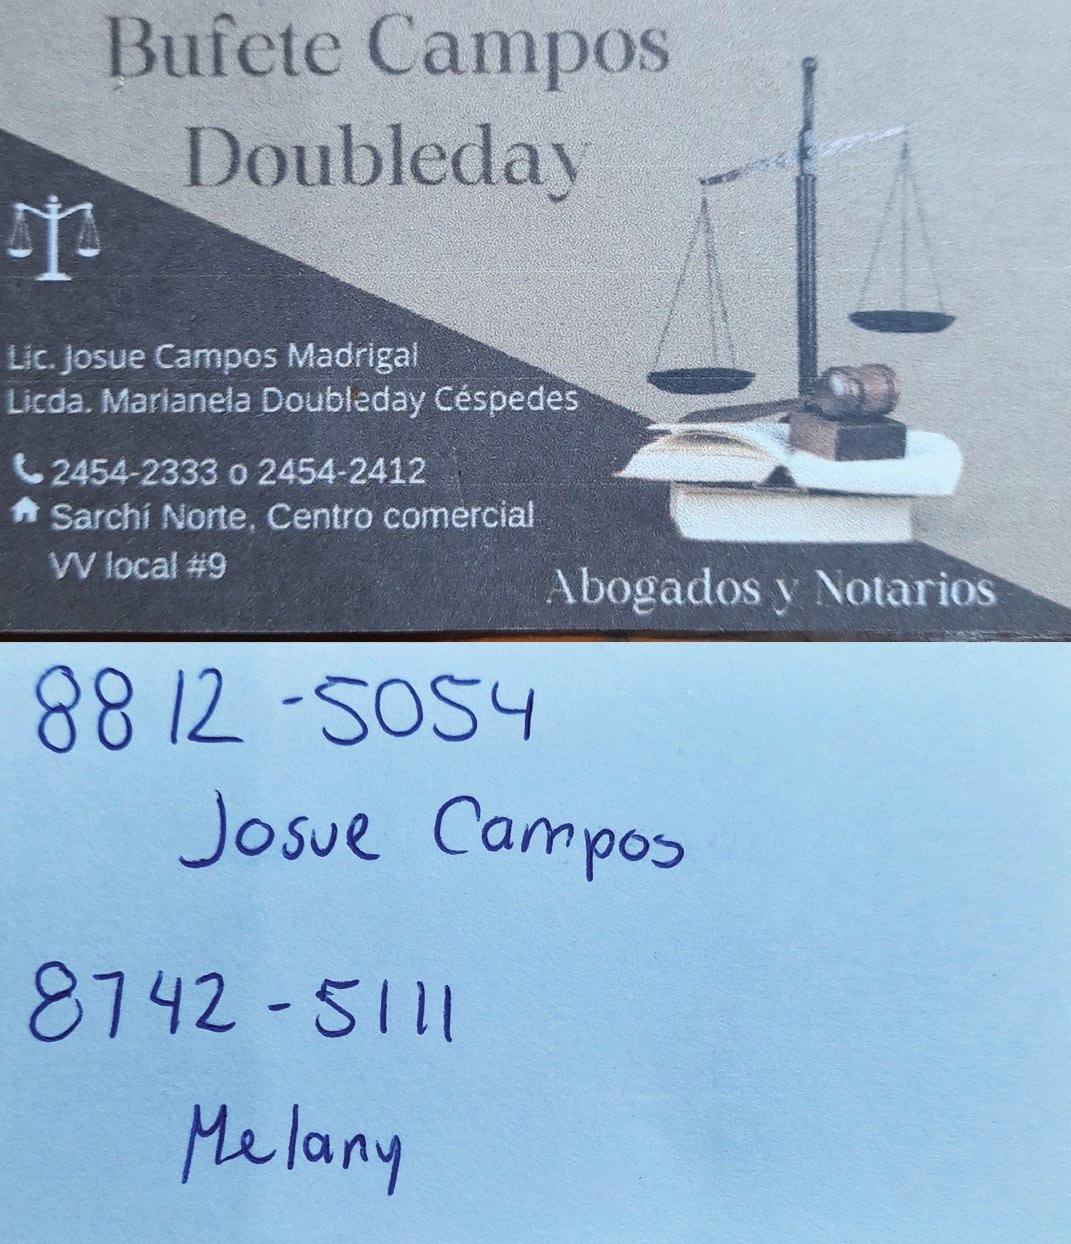 Bufete Campos
Doubleday
Lic. Josue Campos Madrigal
Licda. Marianela Doubleday Céspedes
2454-2333 o 2454-2412
Sarchí Norte, Centro comercial
VV local #9
Abogados y Notarios
8812-5054
Josue Campos
8742-5111
Melany